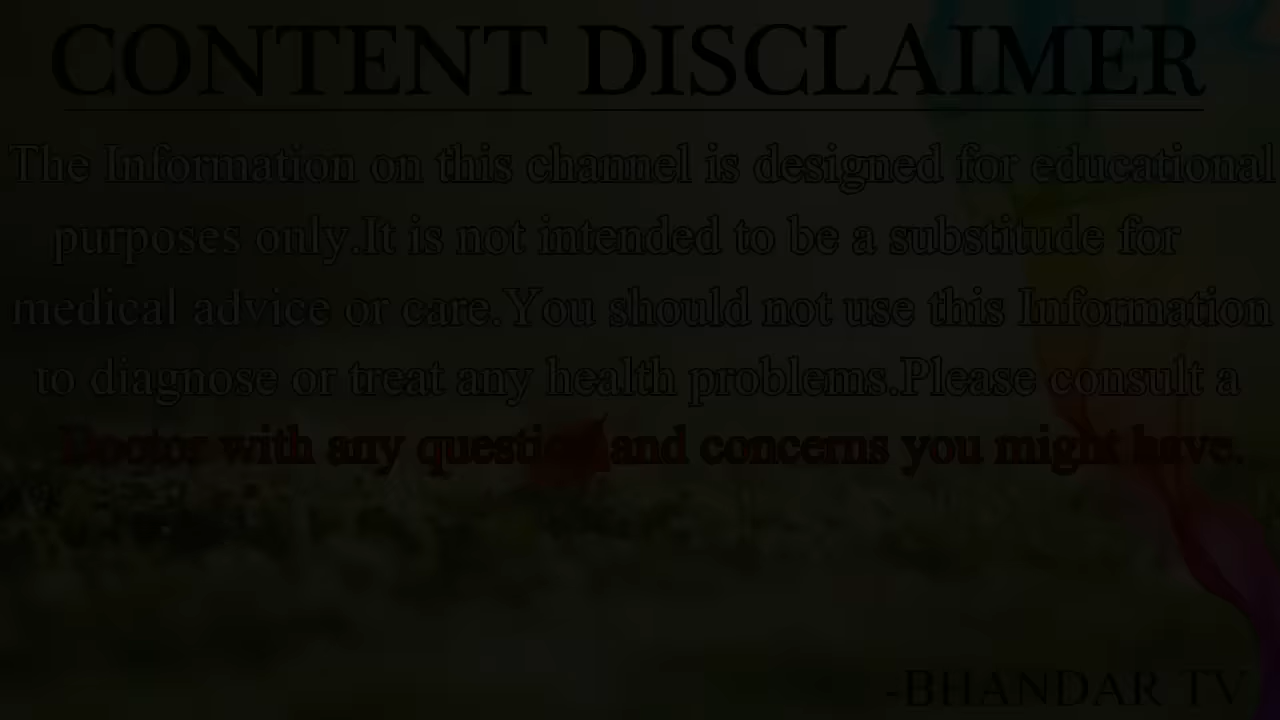 CONTENT DISCLAIMER
The Information on this channel is designed for educational
purposes only.It is not intended to be a substitute for
medical advice or care.You should not use this Information
to diagnose or treat any health problems.Please consult a
Doctor with any question and concerns you might have.
-BHANDAR TV